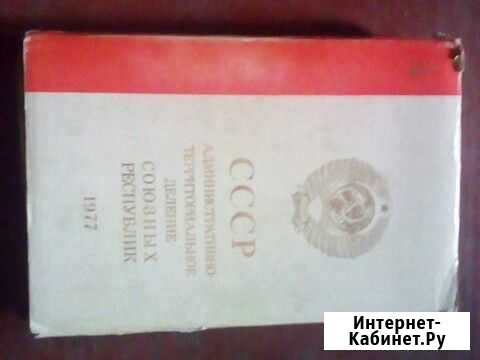 СССР
АДМИНИСТРАТИВНО-
ТЕРРИТОРИАЛЬНОЕ
ДЕЛЕНИЕ
СОЮЗНЫХ
РЕСПУБЛИК
1977
Интернет-
Кабинет.Ру